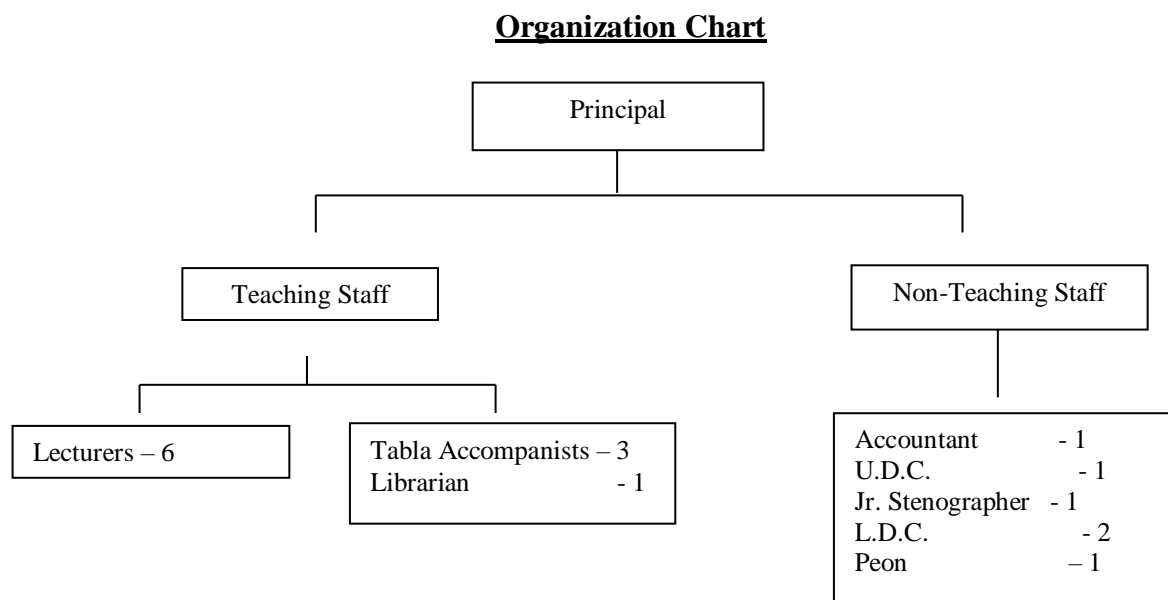 Organization Chart
Principal
Teaching Staff
Non-Teaching Staff
Lecturers – 6
Tabla Accompanists – 3
Librarian - 1
Accountant - 1
U.D.C. - 1
Jr. Stenographer - 1
L.D.C. - 2
Peon – 1